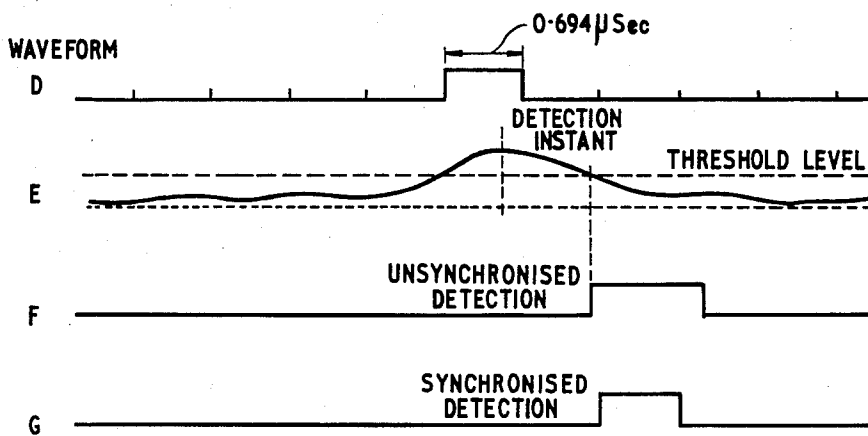 0·694µSec
WAVEFORM
D
DETECTION
INSTANT
THRESHOLD LEVEL
E
UNSYNCHRONISED
DETECTION
F
SYNCHRONISED
DETECTION
G